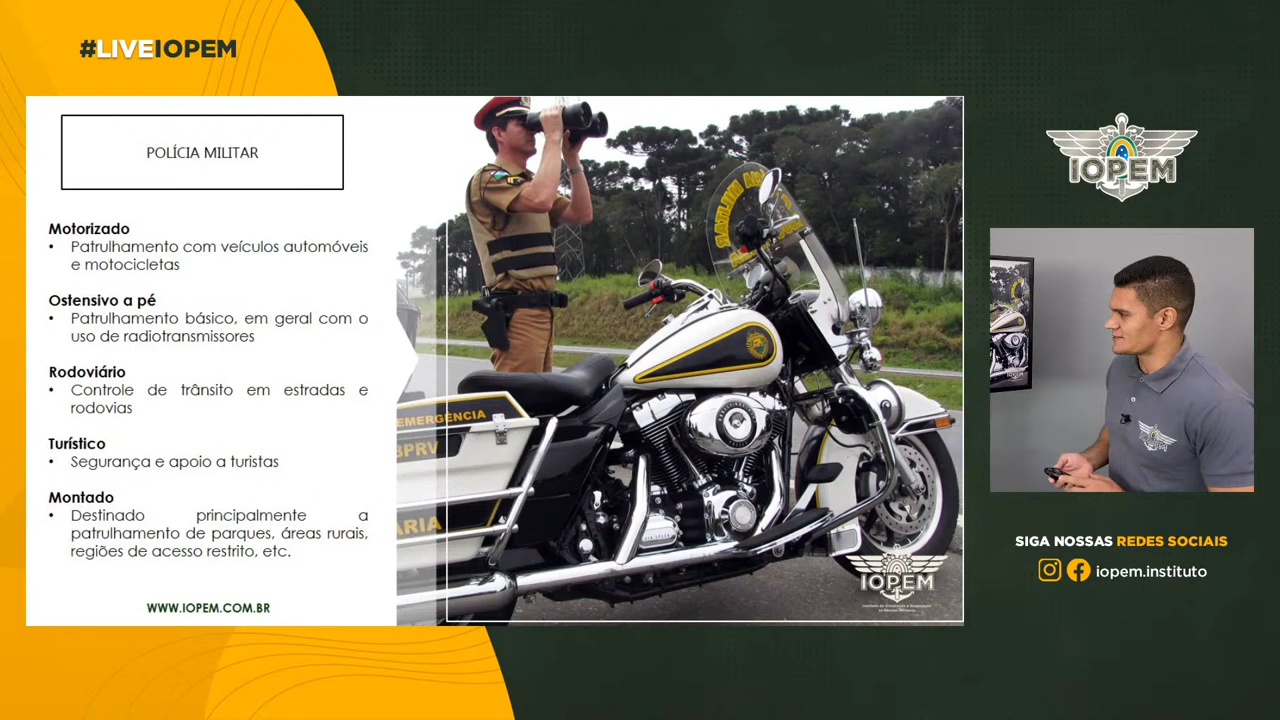 #LIVEIOPEM
POLÍCIA MILITAR
Motorizado
• Patrulhamento com veículos automóveis
e motocicletas
Ostensivo a pé
• Patrulhamento básico, em geral com o
uso de radiotransmissores
Rodoviário
• Controle de trânsito em estradas e
rodovias
Turístico
• Segurança e apoio a turistas
Montado
• Destinado principalmente a
patrulhamento de parques, áreas rurais,
regiões de acesso restrito, etc.
WWW.IOPEM.COM.BR
EMERGÊNCIA
BPRV
ARIA
IOPEM
IOPEM
SIGA NOSSAS REDES SOCIAIS
iopem.instituto